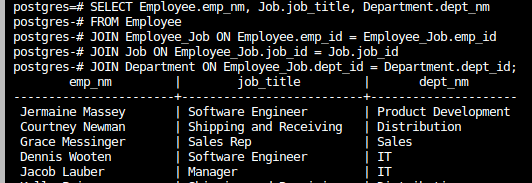 postgres=# SELECT Employee.emp_nm, Job.job_title, Department.dept_nm
postgres-# FROM Employee
postgres-# JOIN Employee_Job ON Employee.emp_id = Employee_Job.emp_id
postgres-# JOIN Job ON Employee_Job.job_id = Job.job_id
postgres-# JOIN Department ON Employee_Job.dept_id = Department.dept_id;
emp_nm | job_title | dept_nm
-----------------------+--------------------------+---------------------
Jermaine Massey | Software Engineer | Product Development
Courtney Newman | Shipping and Receiving | Distribution
Grace Messinger | Sales Rep | Sales
Dennis Wooten | Software Engineer | IT
Jacob Lauber | Manager | IT